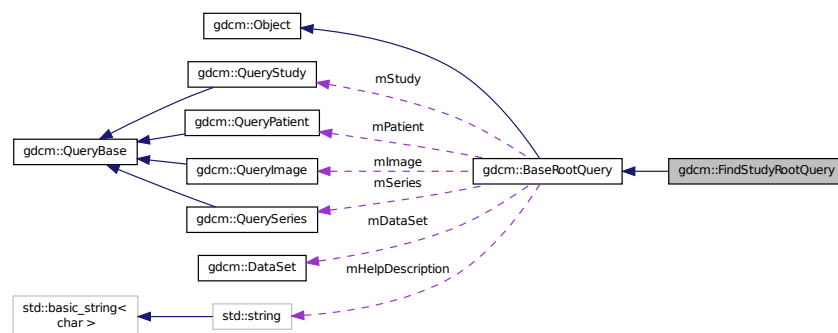 gdcm::Object
gdcm::QueryStudy
mStudy
gdcm::QueryPatient
mPatient
gdcm::QueryBase
gdcm::QueryImage
mImage
gdcm::BaseRootQuery
gdcm::FindStudyRootQuery
mSeries
gdcm::QuerySeries
mDataSet
gdcm::DataSet
mHelpDescription
std::basic_string<
char >
std::string